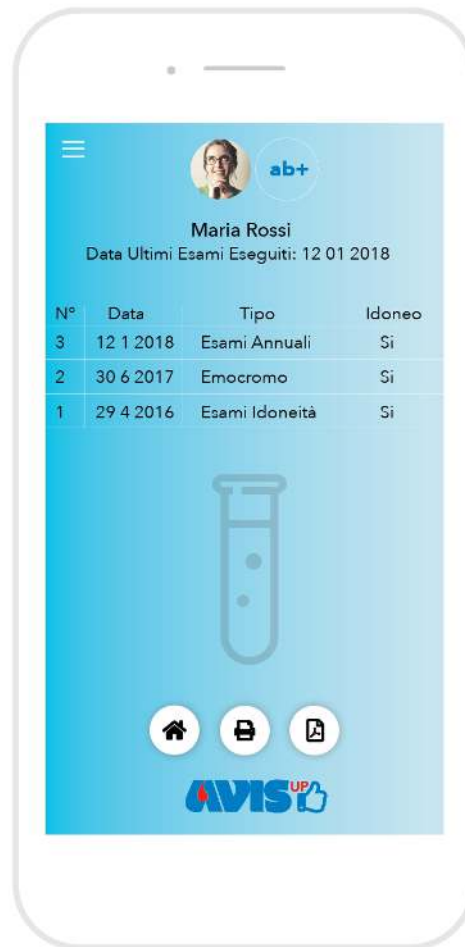 ab+
Maria Rossi
Data Ultimi Esami Eseguiti: 12 01 2018
N° Data Tipo Idoneo
3 12 1 2018 Esami Annuali Si
2 30 6 2017 Emocromo Si
1 29 4 2016 Esami Idoneità Si
AVIS UP